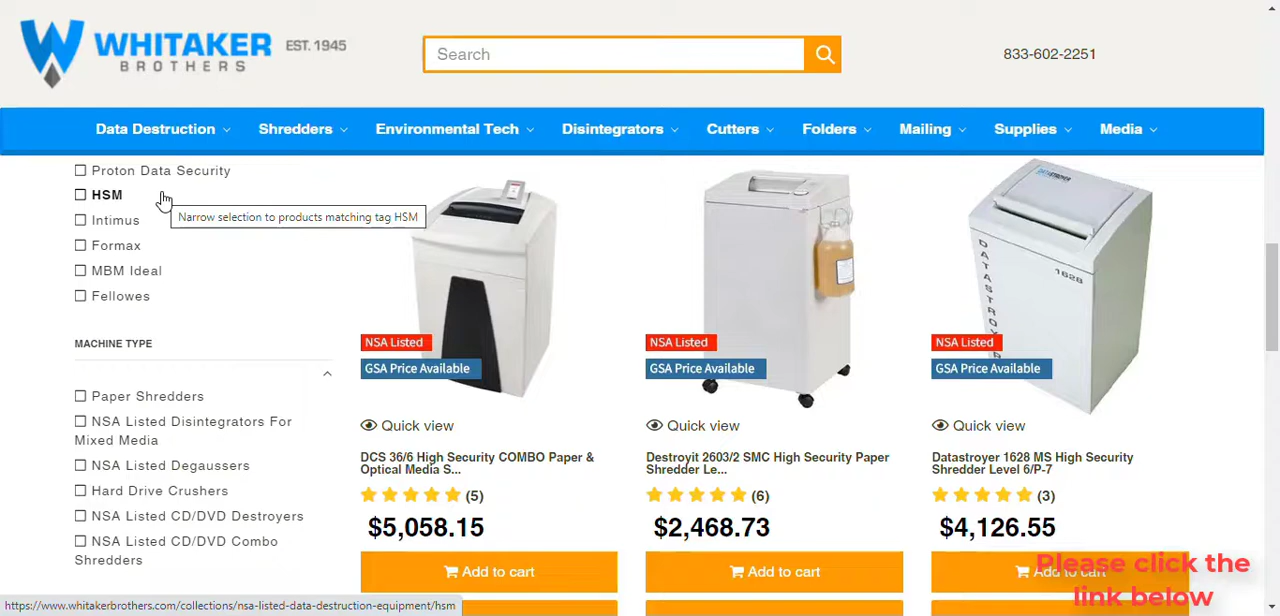 WHITAKER
BROTHERS
EST. 1945
Search
833-602-2251
Data Destruction
Shredders
Environmental Tech
Disintegrators
Cutters
Folders
Mailing
Supplies
Media
Proton Data Security
HSM
Narrow selection to products matching tag HSM
Intimus
Formax
MBM Ideal
Fellowes
MACHINE TYPE
Paper Shredders
NSA Listed Disintegrators For
Mixed Media
NSA Listed Degaussers
Hard Drive Crushers
NSA Listed CD/DVD Destroyers
NSA Listed CD/DVD Combo
Shredders
NSA Listed
GSA Price Available
Quick view
DCS 36/6 High Security COMBO Paper &
Optical Media S...
(5)
$5,058.15
Add to cart
NSA Listed
GSA Price Available
Quick view
Destroyit 2603/2 SMC High Security Paper
Shredder Le...
(6)
$2,468.73
Add to cart
DATASTROYER
1628
NSA Listed
GSA Price Available
Quick view
Datastroyer 1628 MS High Security
Shredder Level 6/P-7
(3)
$4,126.55
Add to cart
Please click the
link below
https://www.whitakerbrothers.com/collections/nsa-listed-data-destruction-equipment/hsm